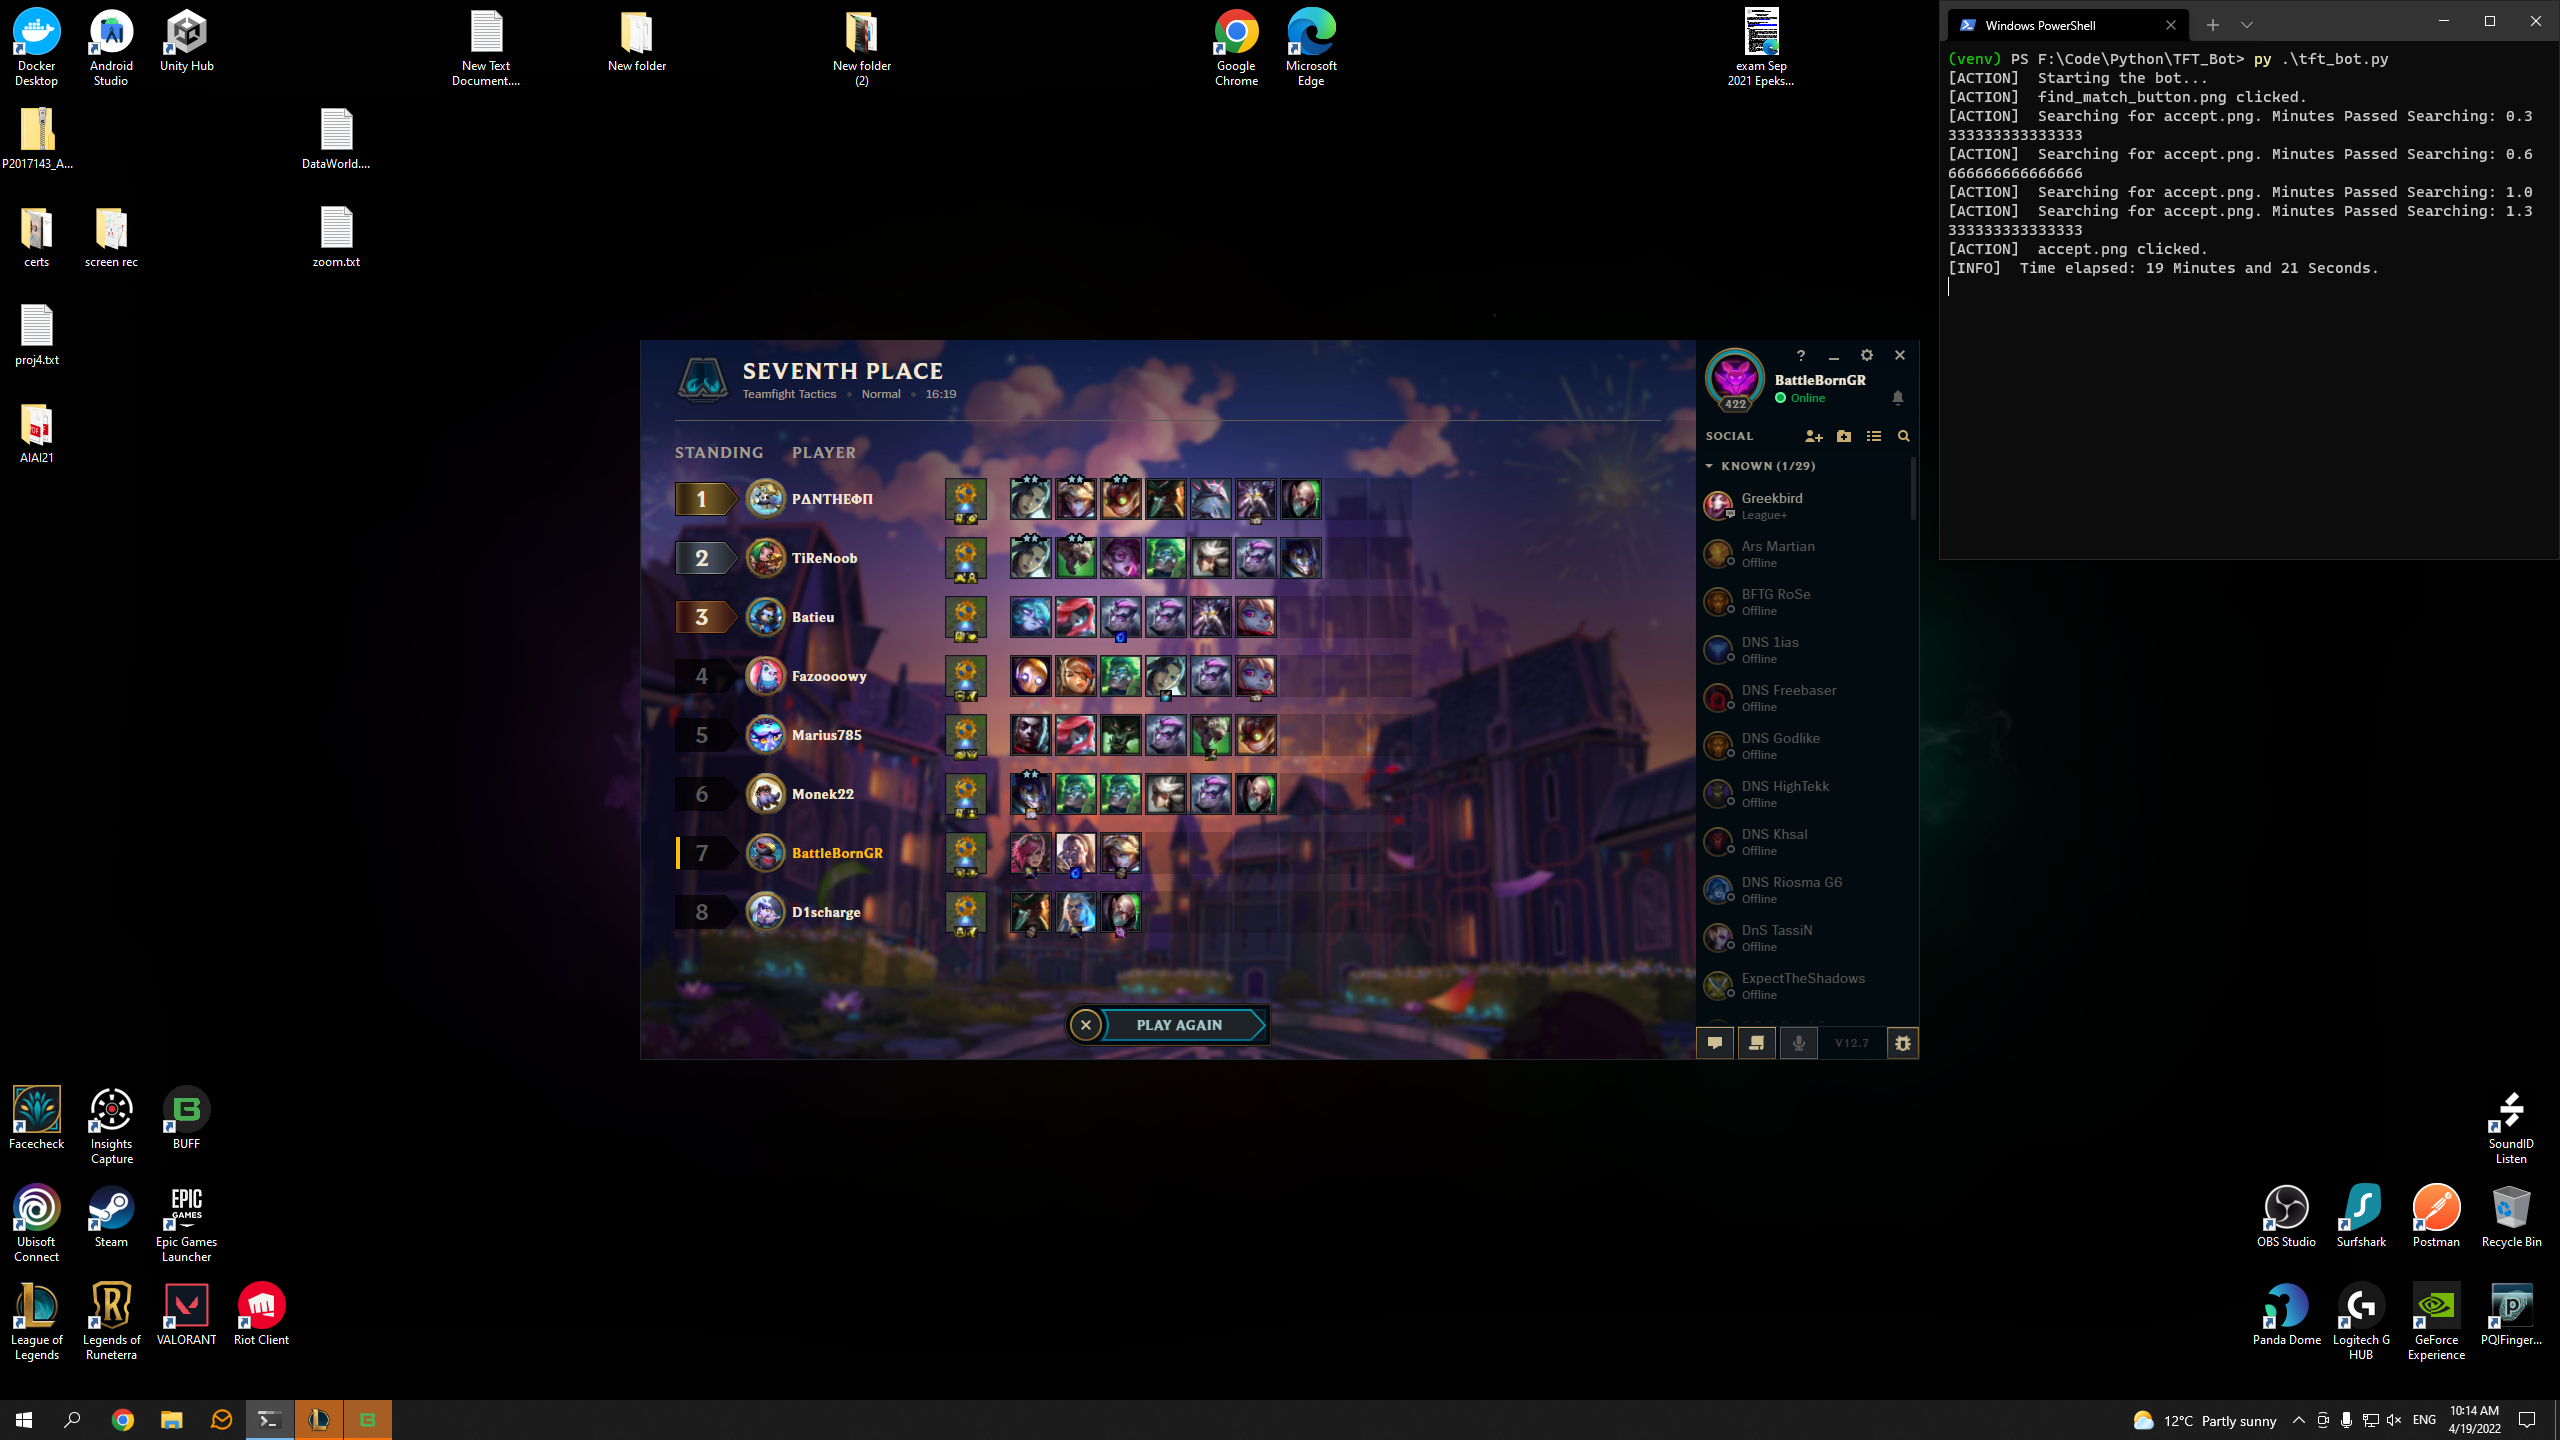 Docker
Desktop
Android
Studio
Unity Hub
New Text
Document....
New folder
New folder
(2)
Google
Chrome
Microsoft
Edge
exam Sep
2021 Epeks...
P2017143_A...
DataWorld....
certs
screen rec
zoom.txt
proj4.txt
AIAI21
Windows PowerShell
(venv) PS F:\Code\Python\TFT_Bot> py .\tft_bot.py
[ACTION]  Starting the bot...
[ACTION]  find_match_button.png clicked.
[ACTION]  Searching for accept.png. Minutes Passed Searching: 0.3
333333333333333
[ACTION]  Searching for accept.png. Minutes Passed Searching: 0.6
666666666666666
[ACTION]  Searching for accept.png. Minutes Passed Searching: 1.0
[ACTION]  Searching for accept.png. Minutes Passed Searching: 1.3
333333333333333
[ACTION]  accept.png clicked.
[INFO]  Time elapsed: 19 Minutes and 21 Seconds.
SEVENTH PLACE
Teamfight Tactics • Normal • 16:19
STANDING PLAYER
1 PΔNTHEΦΠ
2 TiReNoob
3 Batieu
4 Fazoooowy
5 Marius785
6 Monek22
7 BattleBornGR
8 D1scharge
PLAY AGAIN
BattleBornGR
Online
422
SOCIAL
KNOWN (1/29)
Greekbird
League+
Ars Martian
Offline
BFTG RoSe
Offline
DNS 1ias
Offline
DNS Freebaser
Offline
DNS Godlike
Offline
DNS HighTekk
Offline
DNS Khsal
Offline
DNS Riosma G6
Offline
DnS TassiN
Offline
ExpectTheShadows
Offline
V12.7
Facecheck
Insights
Capture
BUFF
Ubisoft
Connect
Steam
EPIC
GAMES
Epic Games
Launcher
League of
Legends
Legends of
Runeterra
VALORANT
Riot Client
SoundID
Listen
OBS Studio
Surfshark
Postman
Recycle Bin
Panda Dome
Logitech G
HUB
GeForce
Experience
PQIFinger...
12°C Partly sunny
ENG
10:14 AM
4/19/2022